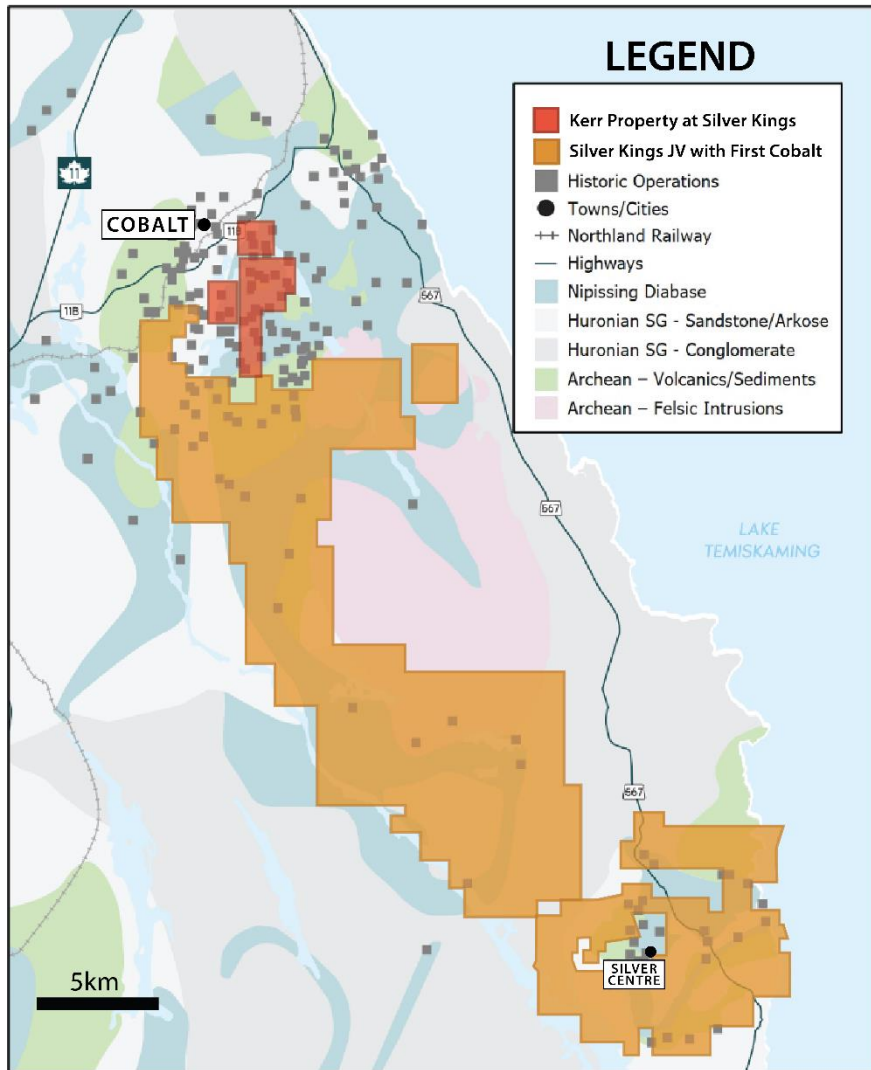 LEGEND
Kerr Property at Silver Kings
Silver Kings JV with First Cobalt
Historic Operations
Towns/Cities
Northland Railway
Highways
Nipissing Diabase
Huronian SG - Sandstone/Arkose
Huronian SG - Conglomerate
Archean – Volcanics/Sediments
Archean – Felsic Intrusions
11
COBALT
11B
11B
567
567
LAKE
TEMISKAMING
567
SILVER
CENTRE
5km